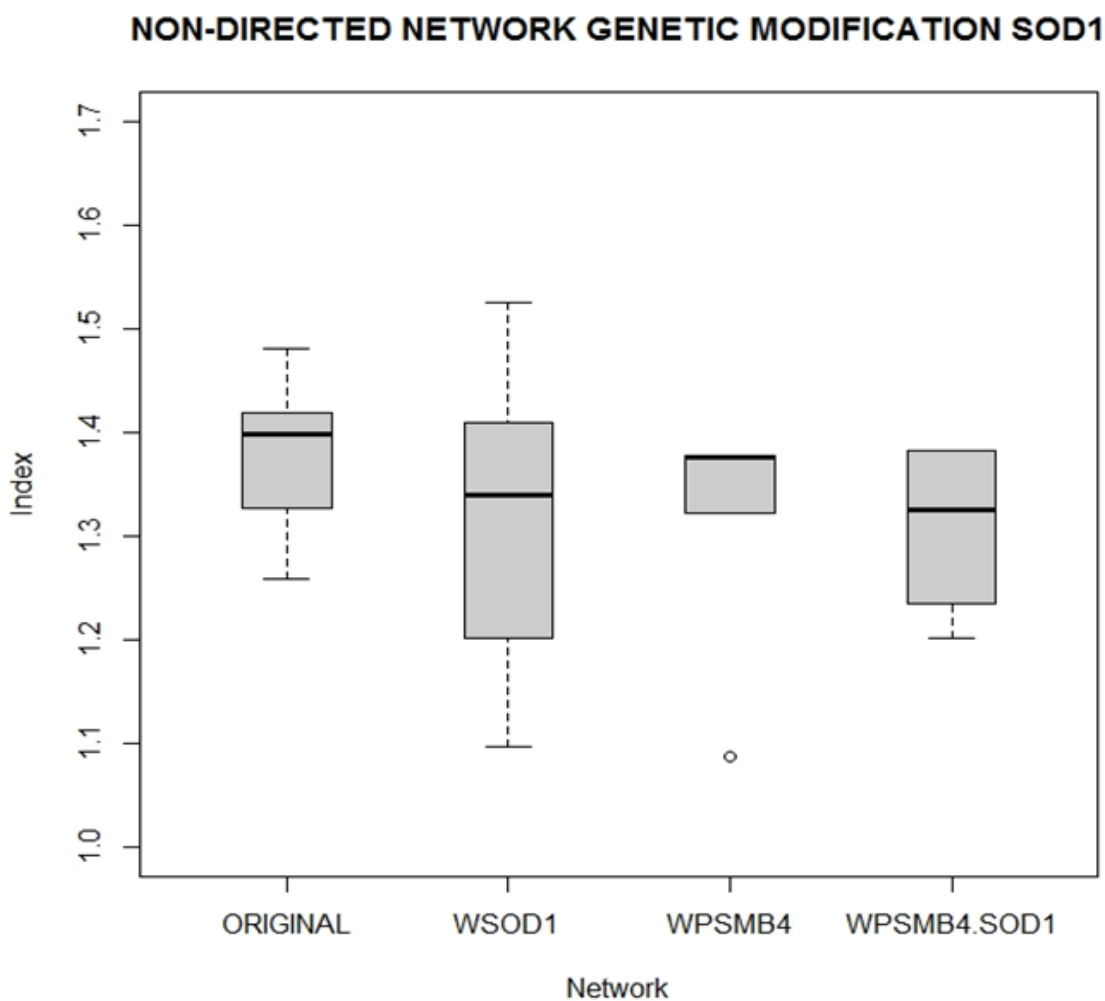 NON-DIRECTED NETWORK GENETIC MODIFICATION SOD1
1.7
1.6
1.5
1.4
1.3
1.2
1.1
1.0
Index
ORIGINAL WSOD1 WPSMB4 WPSMB4.SOD1
Network